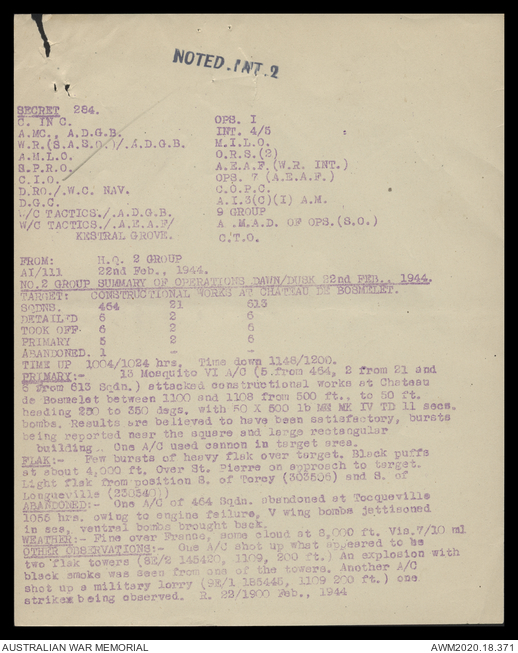 NOTED. INT. 2
SECRET 284.
C. IN C. OPS. I
A.MC., A.D.G.B. INT. 4/5
W.R.(S.A.S.O.)/.A.D.G.B. M.I.L.O.
A.M.L.O. O.R.S.(2)
S.P.R.O. A.E.A.F.(W.R. INT.)
C.I.O. OPS. 7 (A.E.A.F.)
D.RO./.W.C. NAV. C.O.P.C.
D.G.C. A.I.3(C)(I) A.M.
W/C TACTICS./.A.D.G.B. 9 GROUP
W/C TACTICS./.A.E.A.F/ A .M.A.D. OF OPS.(S.O.)
KESTRAL GROVE. C.T.O.
FROM: H.Q. 2 GROUP
AI/111 22nd Feb., 1944.
NO.2 GROUP SUMMARY OF OPERATIONS DAWN/DUSK 22nd FEB., 1944.
TARGET: CONSTRUCTIONAL WORKS AT CHATEAU DE BOSMELET.
SQDNS. 464 21 613
DETAILED 6 2 6
TOOK OFF 6 2 6
PRIMARY 5 2 6
ABANDONED. 1 - -
TIME UP 1004/1024 hrs. Time down 1148/1200.
PRIMARY:- 13 Mosquito VI A/C (5.from 464, 2 from 21 and
6 from 613 Sqdn.) attacked constructional works at Chateau
de Bosmelet between 1100 and 1108 from 500 ft., to 50 ft.
heading 250 to 350 degs. with 50 X 500 lb MK IV TD 11 secs.
bombs. Results are believed to have been satisfactory, bursts
being reported near the square and large rectangular
building.. One A/C used cannon in target area.
FLAK:- Few bursts of heavy flak over target. Black puffs
at about 4,000 ft. Over St. Pierre on approach to target.
Light flak from position S. of Torcy (303505) and S. of
Longueville
ABANDONED:- One A/C of 464 Sqdn. abandoned at Tocqueville
1055 hrs. owing to engine failure, V wing bombs jettisoned
in sea, ventral bombs brought back.
WEATHER:- Fine over France, some cloud at 8,000 ft. Vis.7/10 ml
OTHER OBSERVATIONS:- One A/C shot up what appeared to be
two flak towers (8E/2 145430, 1109, 200 ft.) An explosion with
black smoke was seen from one of the towers. Another A/C
shot up a military lorry (9E/1 185445, 1109 200 ft.) one
strikex being observed. R. 22/1900 Feb., 1944
AUSTRALIAN WAR MEMORIAL AWM2020.18.371